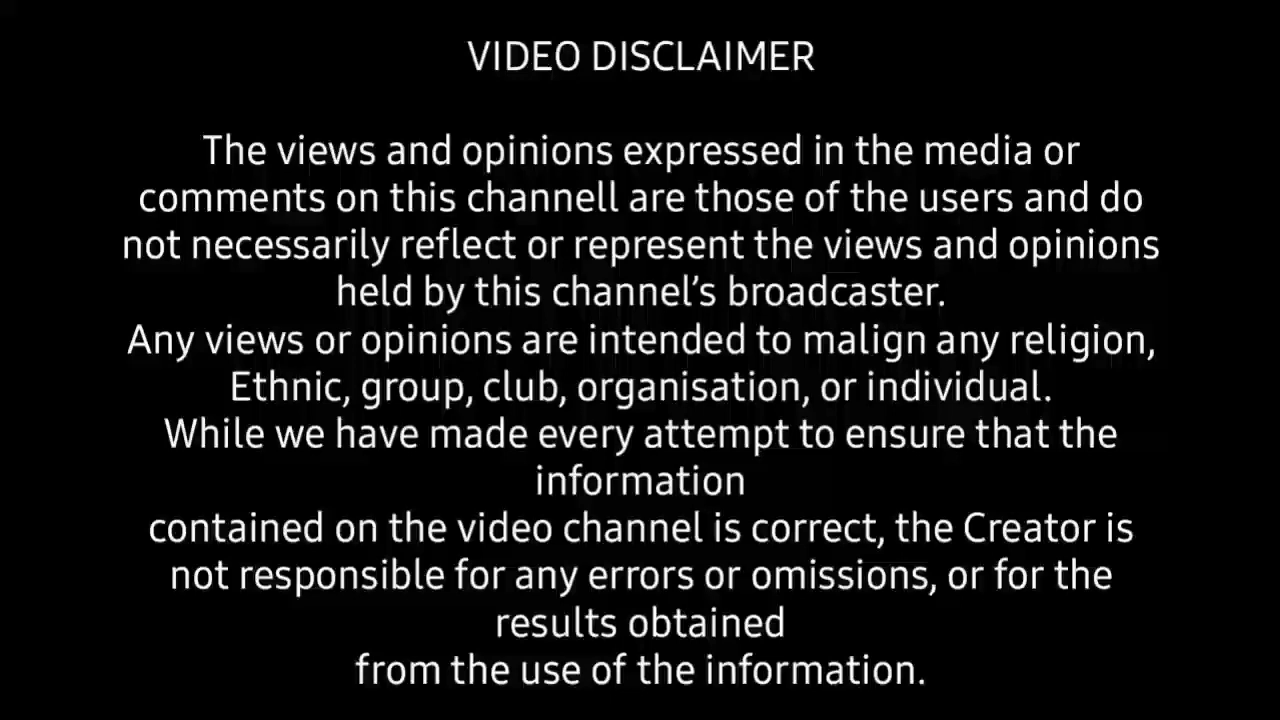 VIDEO DISCLAIMER
The views and opinions expressed in the media or
comments on this channell are those of the users and do
not necessarily reflect or represent the views and opinions
held by this channel’s broadcaster.
Any views or opinions are intended to malign any religion,
Ethnic, group, club, organisation, or individual.
While we have made every attempt to ensure that the
information
contained on the video channel is correct, the Creator is
not responsible for any errors or omissions, or for the
results obtained
from the use of the information.